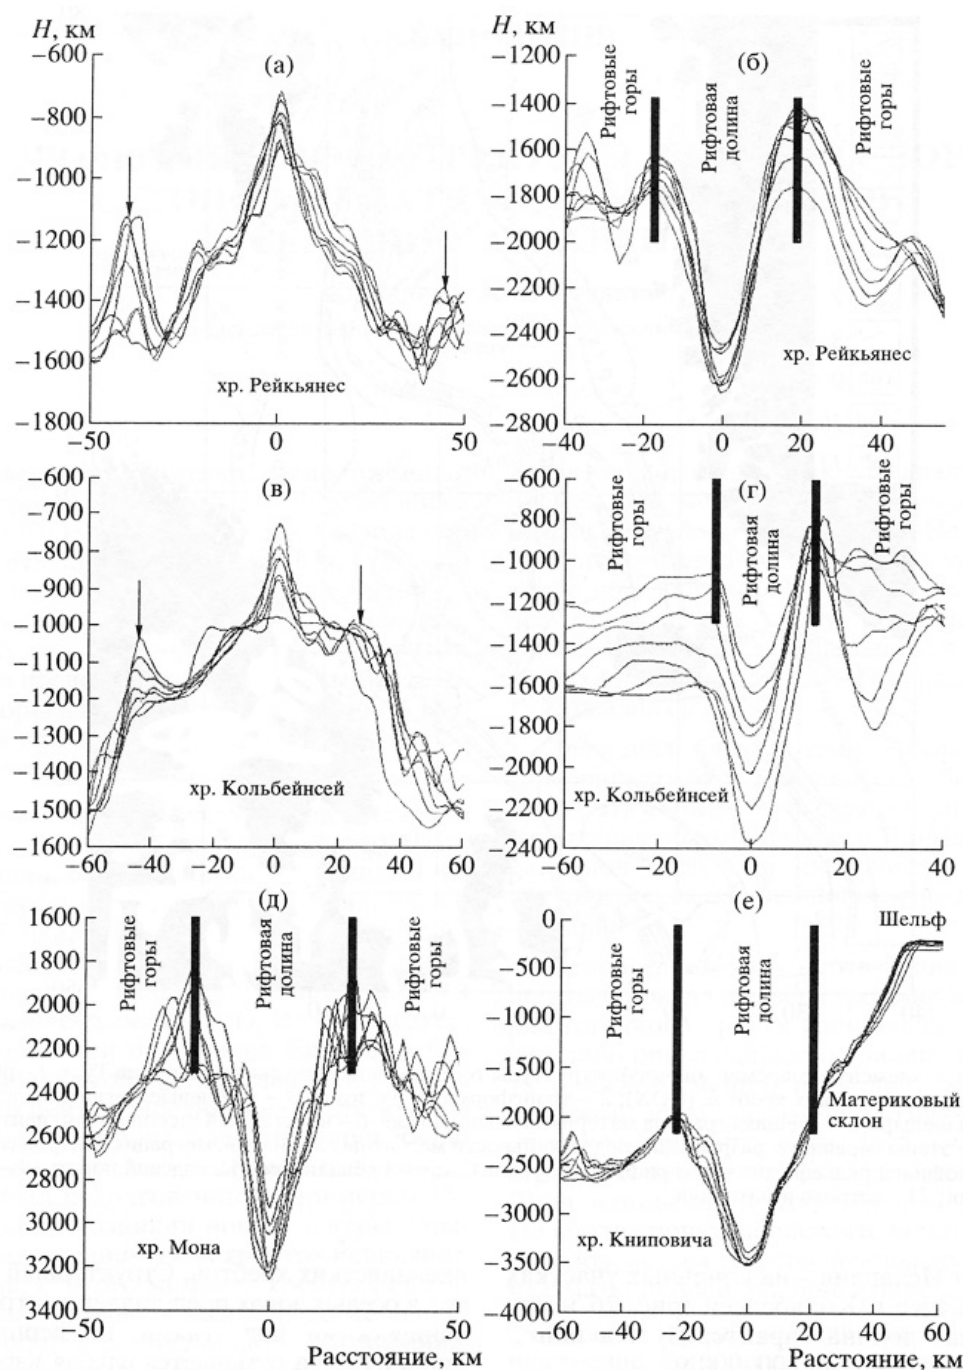 H, км
−600
−800
−1000
−1200
−1400
−1600
−1800
−50
0
50
(а)
хр. Рейкьянес
H, км
−1200
−1400
−1600
−1800
−2000
−2200
−2400
−2600
−2800
−40
−20
0
20
40
(б)
Рифтовые
горы
Рифтовая
долина
Рифтовые
горы
хр. Рейкьянес
−600
−700
−800
−900
−1000
−1100
−1200
−1300
−1400
−1500
−1600
−60
−40
−20
0
20
40
60
(в)
хр. Кольбейнсей
−600
−800
−1000
−1200
−1400
−1600
−1800
−2000
−2200
−2400
−60
−40
−20
0
20
40
(г)
Рифтовые
горы
Рифтовая
долина
Рифтовые
горы
хр. Кольбейнсей
1600
1800
2000
2200
2400
2600
2800
3000
3200
3400
−50
0
50
(д)
Рифтовые
горы
Рифтовая
долина
Рифтовые
горы
хр. Мона
Расстояние, км
0
−500
−1000
−1500
−2000
−2500
−3000
−3500
−4000
−60
−40
−20
0
20
40
60
(е)
Рифтовые
горы
Рифтовая
долина
Шельф
Материковый
склон
хр. Книповича
Расстояние, км